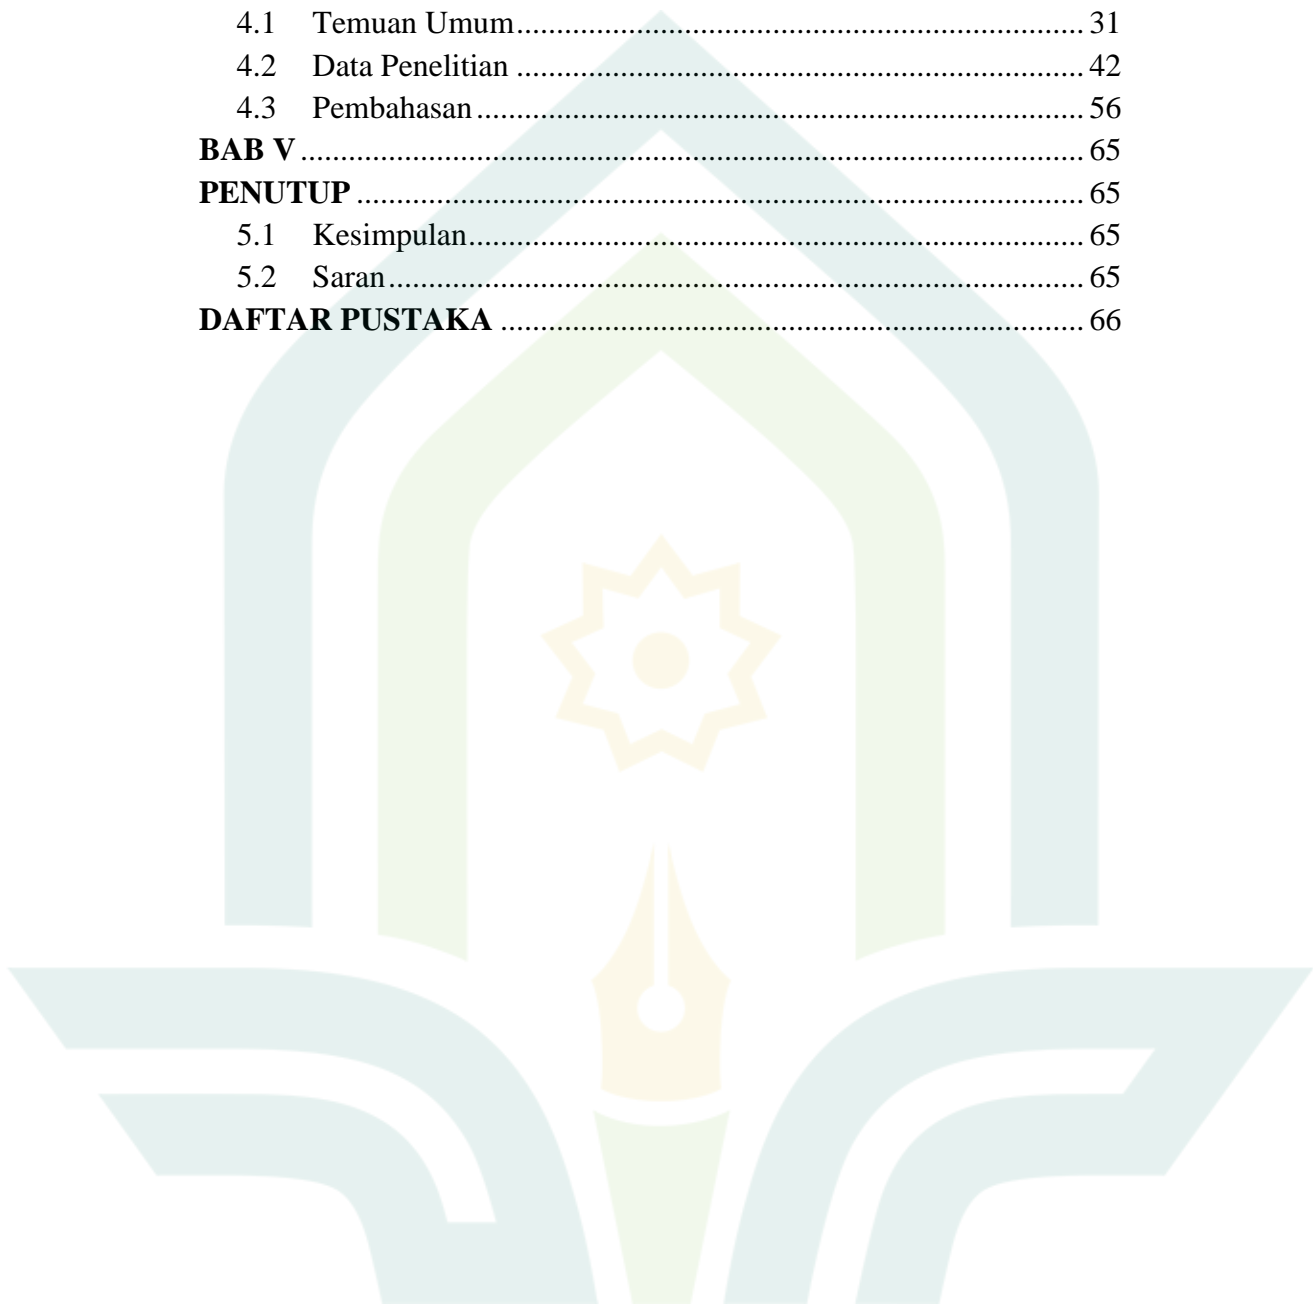 4.1 Temuan Umum........................................................................ 31
4.2 Data Penelitian ........................................................................ 42
4.3 Pembahasan ............................................................................. 56
BAB V .................................................................................................. 65
PENUTUP ............................................................................................ 65
5.1 Kesimpulan.............................................................................. 65
5.2 Saran........................................................................................ 65
DAFTAR PUSTAKA .......................................................................... 66